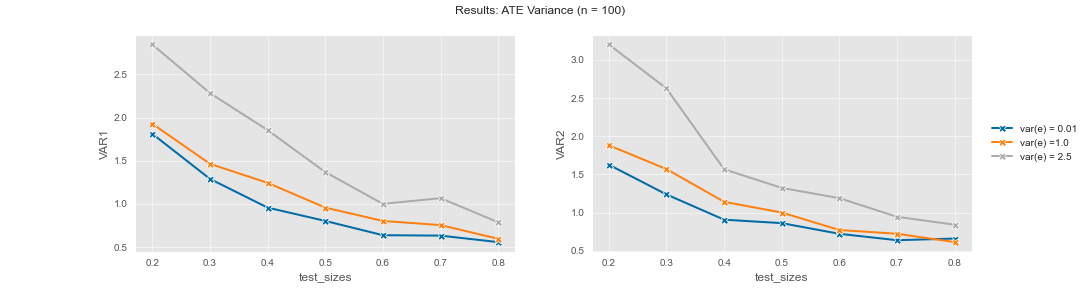 Results: ATE Variance (n = 100)
VAR1
2.5
2.0
1.5
1.0
0.5
0.2 0.3 0.4 0.5 0.6 0.7 0.8
test_sizes
VAR2
3.0
2.5
2.0
1.5
1.0
0.5
0.2 0.3 0.4 0.5 0.6 0.7 0.8
test_sizes
var(e) = 0.01
var(e) =1.0
var(e) = 2.5